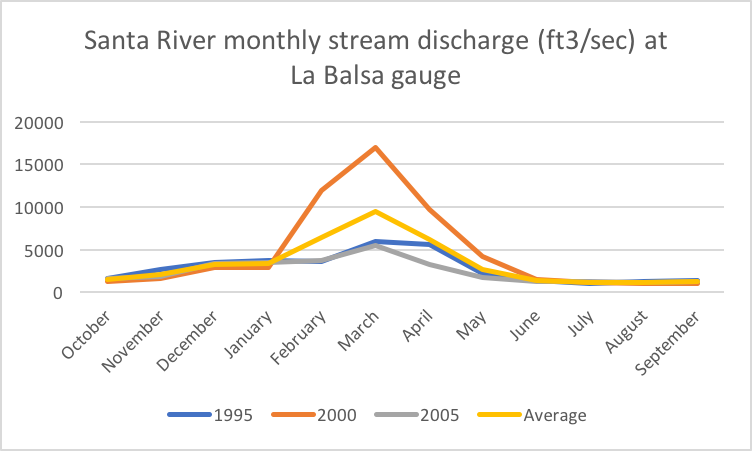 Santa River monthly stream discharge (ft3/sec) at
La Balsa gauge
20000
15000
10000
5000
0
October
November
December
January
February
March
April
May
June
July
August
September
1995 2000 2005 Average